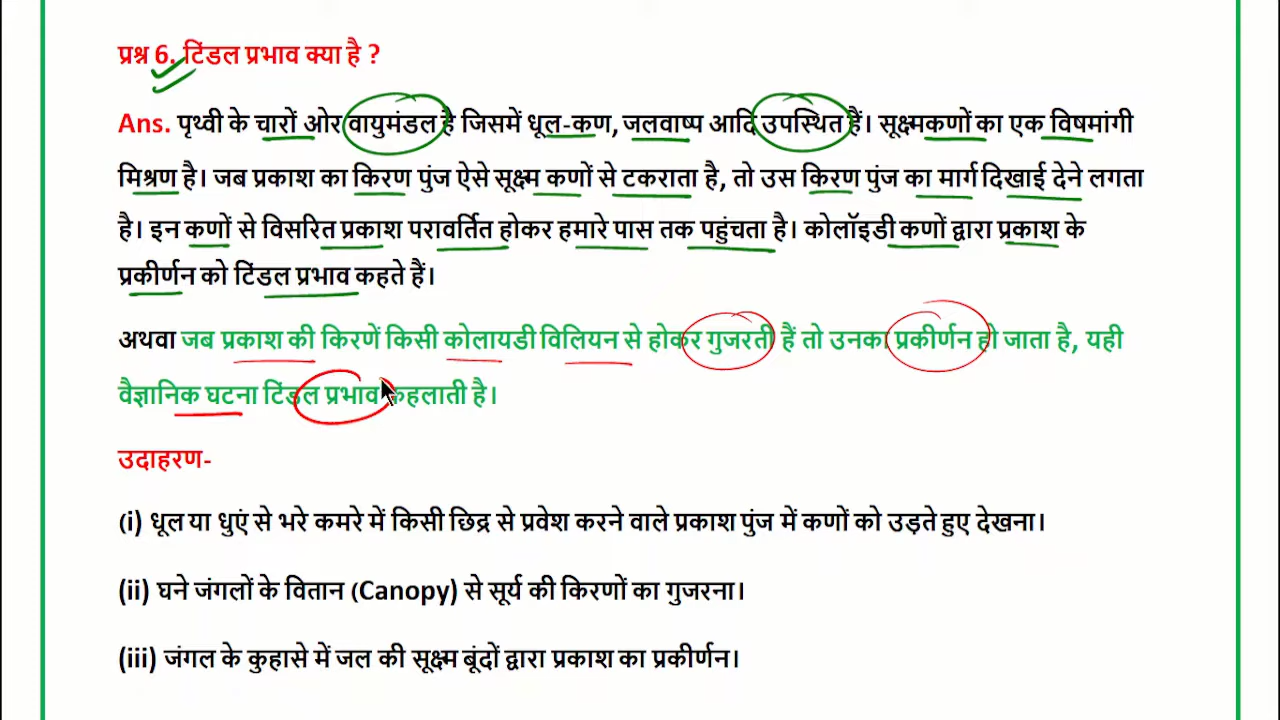 प्रश्न 6. टिंडल प्रभाव क्या है ?
Ans. पृथ्वी के चारों ओर वायुमंडल है जिसमें धूल-कण, जलवाष्प आदि उपस्थित हैं। सूक्ष्मकणों का एक विषमांगी
मिश्रण है। जब प्रकाश का किरण पुंज ऐसे सूक्ष्म कणों से टकराता है, तो उस किरण पुंज का मार्ग दिखाई देने लगता
है। इन कणों से विसरित प्रकाश परावर्तित होकर हमारे पास तक पहुंचता है। कोलॉइडी कणों द्वारा प्रकाश के
प्रकीर्णन को टिंडल प्रभाव कहते हैं।
अथवा जब प्रकाश की किरणें किसी कोलायडी विलियन से होकर गुजरती हैं तो उनका प्रकीर्णन हो जाता है, यही
वैज्ञानिक घटना टिंडल प्रभाव कहलाती है।
उदाहरण-
(i) धूल या धुएं से भरे कमरे में किसी छिद्र से प्रवेश करने वाले प्रकाश पुंज में कणों को उड़ते हुए देखना।
(ii) घने जंगलों के वितान (Canopy) से सूर्य की किरणों का गुजरना।
(iii) जंगल के कुहासे में जल की सूक्ष्म बूंदों द्वारा प्रकाश का प्रकीर्णन।